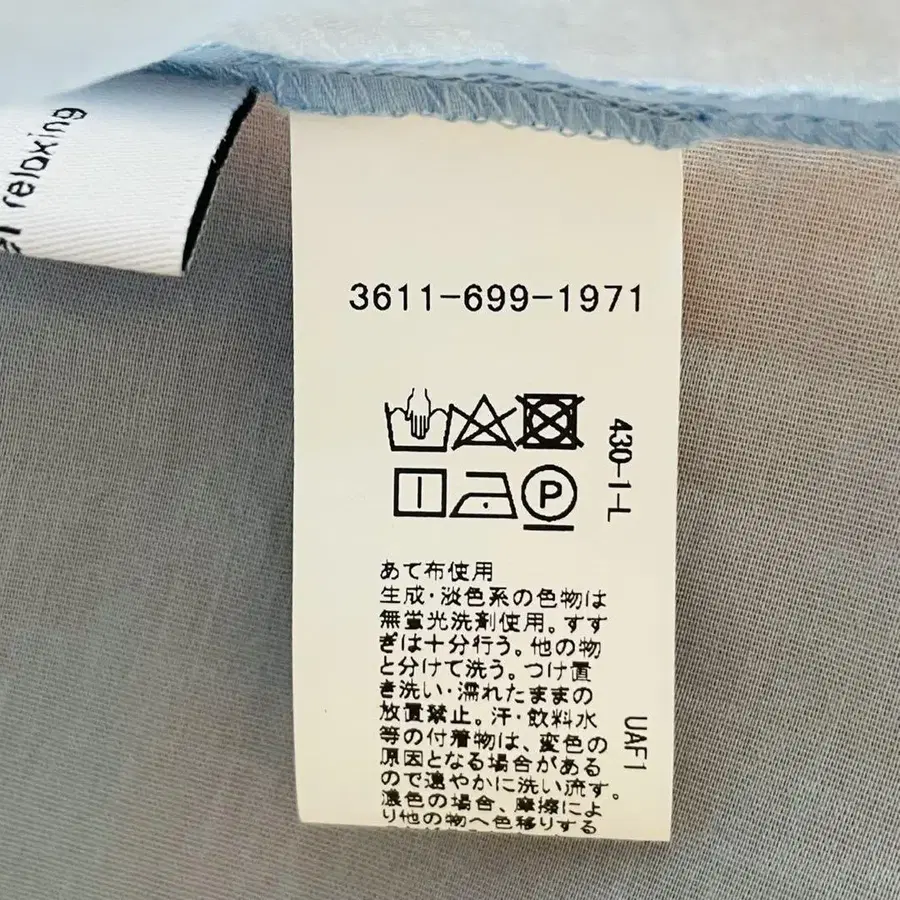 relaxing
3611-699-1971
430-1-L
P
あて布使用
生成・淡色系の色物は
無蛍光洗剤使用。すす
ぎは十分行う。他の物
と分けて洗う。つけ置
き洗い・濡れたままの
放置禁止。汗・飲料水
等の付着物は、変色の
原因となる場合がある
ので速やかに洗い流す。
濃色の場合、摩擦によ
り他の物へ色移りする
UAF1